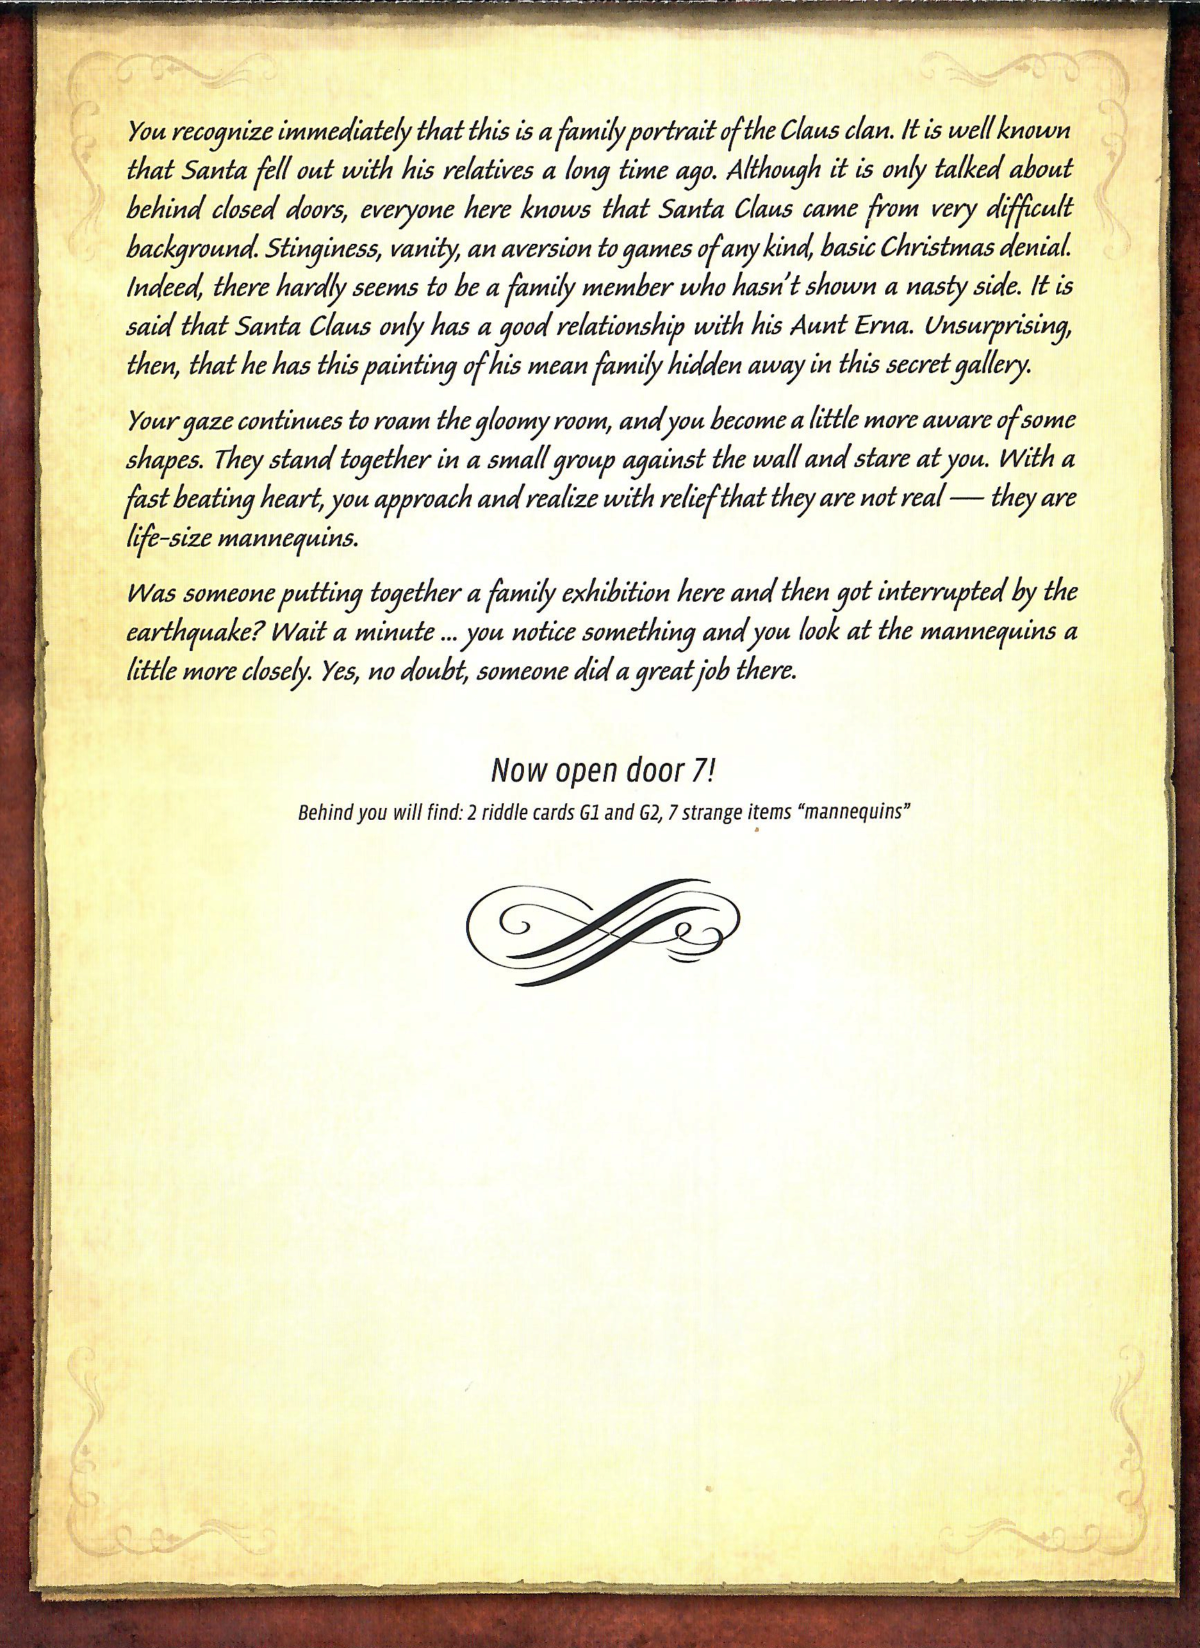 You recognize immediately that this is a family portrait of the Claus clan. It is well known
that Santa fell out with his relatives a long time ago. Although it is only talked about
behind closed doors, everyone here knows that Santa Claus came from very difficult
background. Stinginess, vanity, an aversion to games of any kind, basic Christmas denial.
Indeed, there hardly seems to be a family member who hasn't shown a nasty side. It is
said that Santa Claus only has a good relationship with his Aunt Erna. Unsurprising,
then, that he has this painting of his mean family hidden away in this secret gallery.
Your gaze continues to roam the gloomy room, and you become a little more aware of some
shapes. They stand together in a small group against the wall and stare at you. With a
fast beating heart, you approach and realize with relief that they are not real — they are
life-size mannequins.
Was someone putting together a family exhibition here and then got interrupted by the
earthquake? Wait a minute ... you notice something and you look at the mannequins a
little more closely. Yes, no doubt, someone did a great job there.
Now open door 7!
Behind you will find: 2 riddle cards G1 and G2, 7 strange items “mannequins”